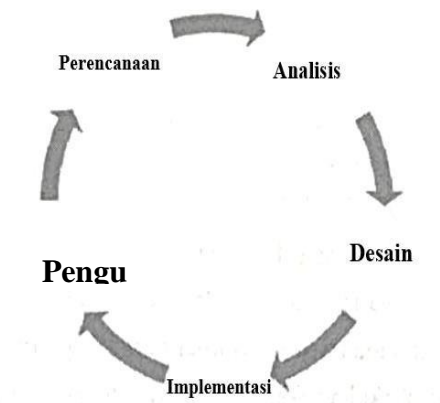 Perencanaan
Analisis
Desain
Implementasi
Pengu